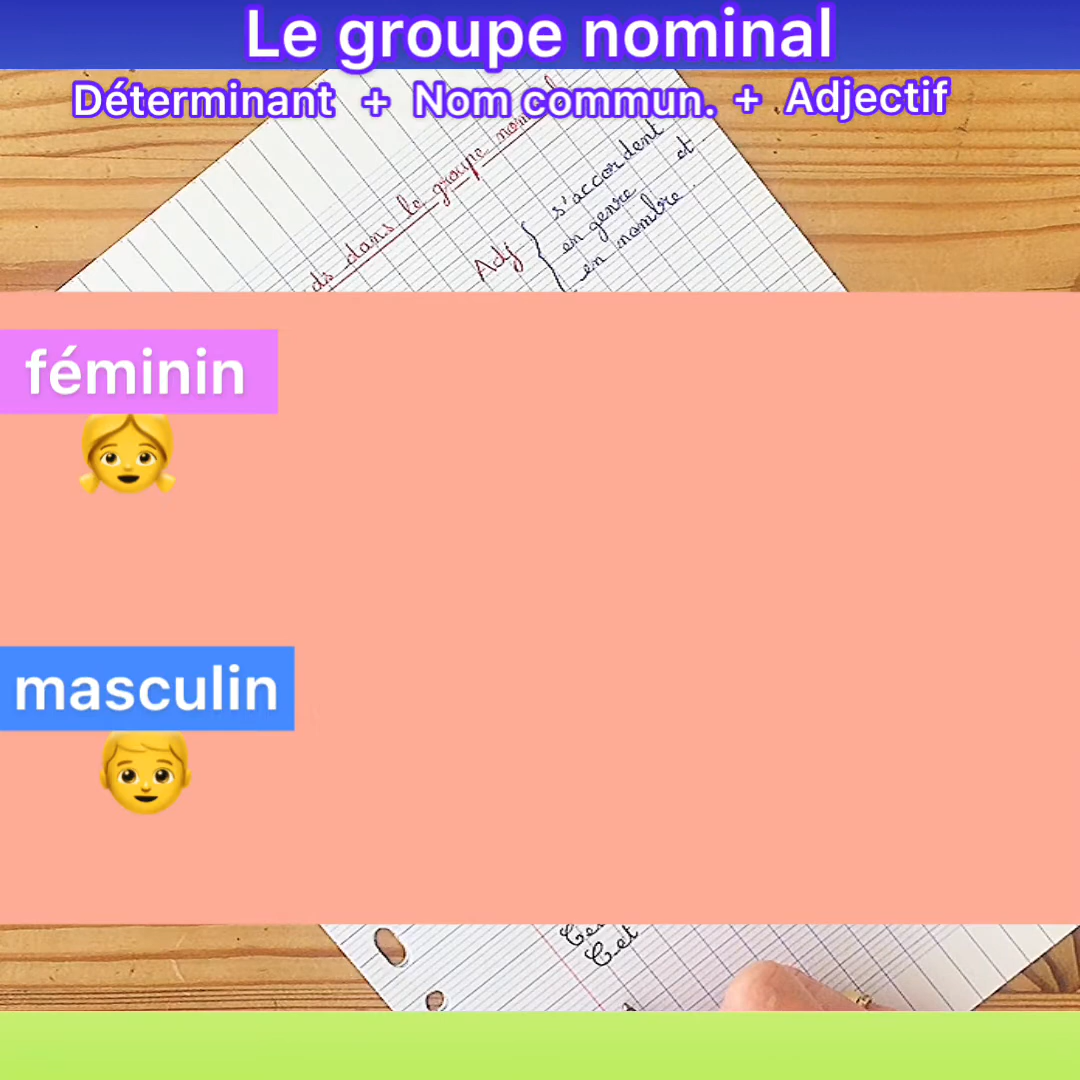 Le groupe nominal
Déterminant + Nom commun. + Adjectif
dans le groupe
Adj
s'accordent
en genre et
en nombre.
féminin
masculin
Cet